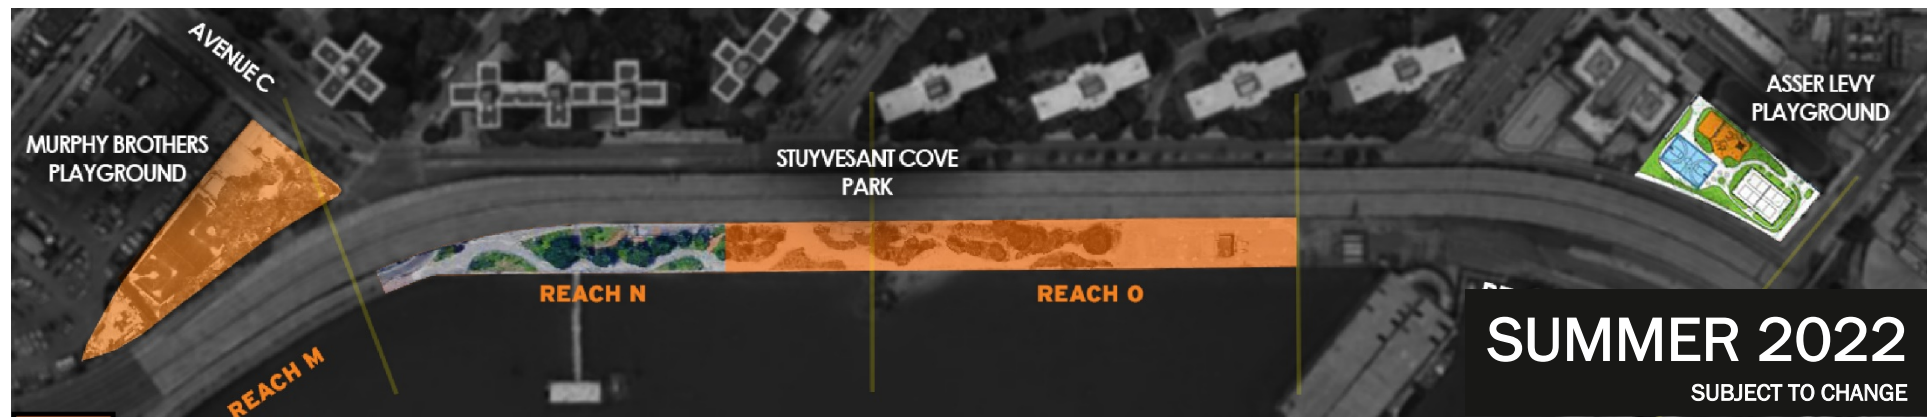 AVENUE C
MURPHY BROTHERS
PLAYGROUND
STUYVESANT COVE
PARK
ASSER LEVY
PLAYGROUND
REACH N
REACH O
REACH M
SUMMER 2022
SUBJECT TO CHANGE